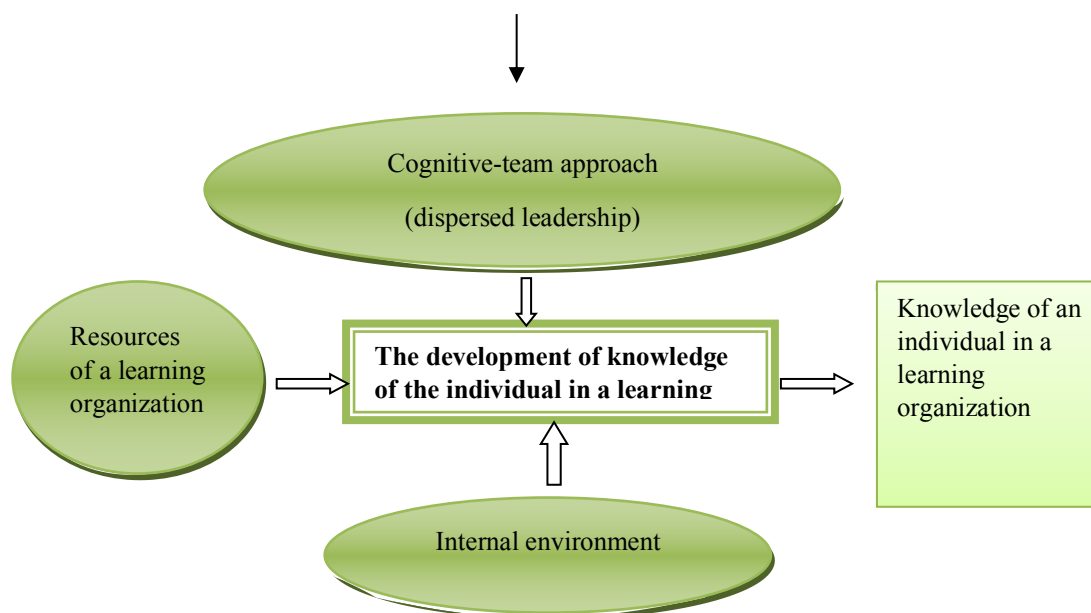 Cognitive-team approach
(dispersed leadership)
Resources
of a learning
organization
The development of knowledge
of the individual in a learning
Knowledge of an
individual in a
learning
organization
Internal environment